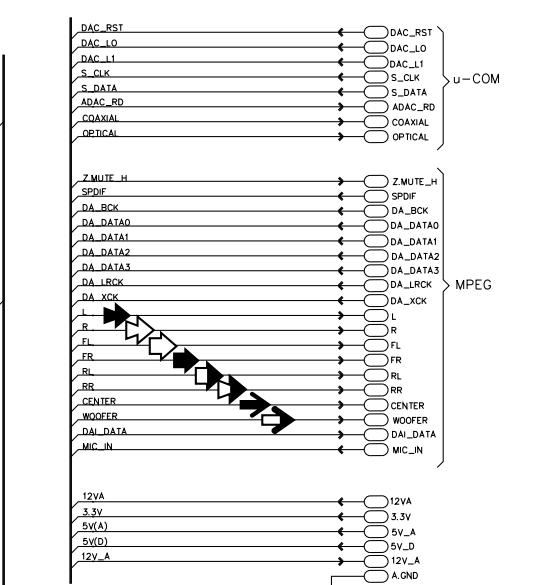 DAC_RST DAC_RST
DAC_LO DAC_LO
DAC_L1 DAC_L1
S_CLK S_CLK
u-COM
S_DATA S_DATA
ADAC_RD ADAC_RD
COAXIAL COAXIAL
OPTICAL OPTICAL
Z.MUTE_H Z.MUTE_H
SPDIF SPDIF
DA_BCK DA_BCK
DA_DATA0 DA_DATA0
DA_DATA1 DA_DATA1
DA_DATA2 DA_DATA2
DA_DATA3 DA_DATA3
DA_LRCK DA_LRCK
MPEG
DA_XCK DA_XCK
L L
R R
FL FL
FR FR
RL RL
RR RR
CENTER CENTER
WOOFER WOOFER
DAI_DATA DAI_DATA
MIC_IN MIC_IN
12VA 12VA
3.3V 3.3V
5V(A) 5V_A
5V(D) 5V_D
12V_A 12V_A
A.GND